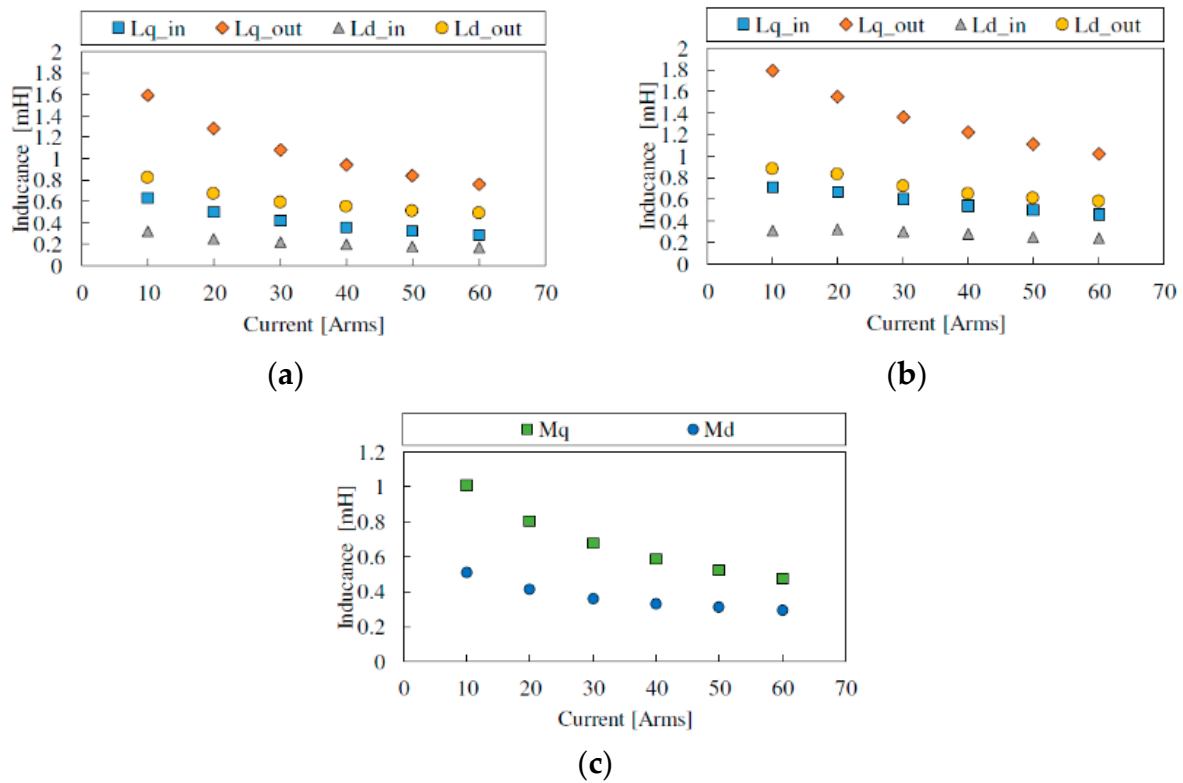 Lq_in Lq_out Ld_in Ld_out
Inducance [mH]
2
1.8
1.6
1.4
1.2
1
0.8
0.6
0.4
0.2
0
0 10 20 30 40 50 60 70
Current [Arms]
(a)
Lq_in Lq_out Ld_in Ld_out
Inducance [mH]
2
1.8
1.6
1.4
1.2
1
0.8
0.6
0.4
0.2
0
0 10 20 30 40 50 60 70
Current [Arms]
(b)
Mq Md
Inducance [mH]
1.2
1
0.8
0.6
0.4
0.2
0
0 10 20 30 40 50 60 70
Current [Arms]
(c)